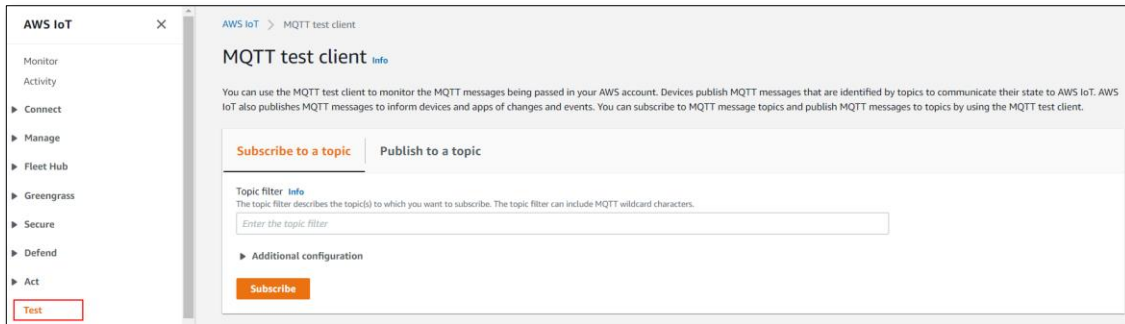 AWS IoT
Monitor
Activity
Connect
Manage
Fleet Hub
Greengrass
Secure
Defend
Act
Test
AWS IoT > MQTT test client
MQTT test client Info
You can use the MQTT test client to monitor the MQTT messages being passed in your AWS account. Devices publish MQTT messages that are identified by topics to communicate their state to AWS IoT. AWS
IoT also publishes MQTT messages to inform devices and apps of changes and events. You can subscribe to MQTT message topics and publish MQTT messages to topics by using the MQTT test client.
Subscribe to a topic
Publish to a topic
Topic filter Info
The topic filter describes the topic(s) to which you want to subscribe. The topic filter can include MQTT wildcard characters.
Enter the topic filter
Additional configuration
Subscribe